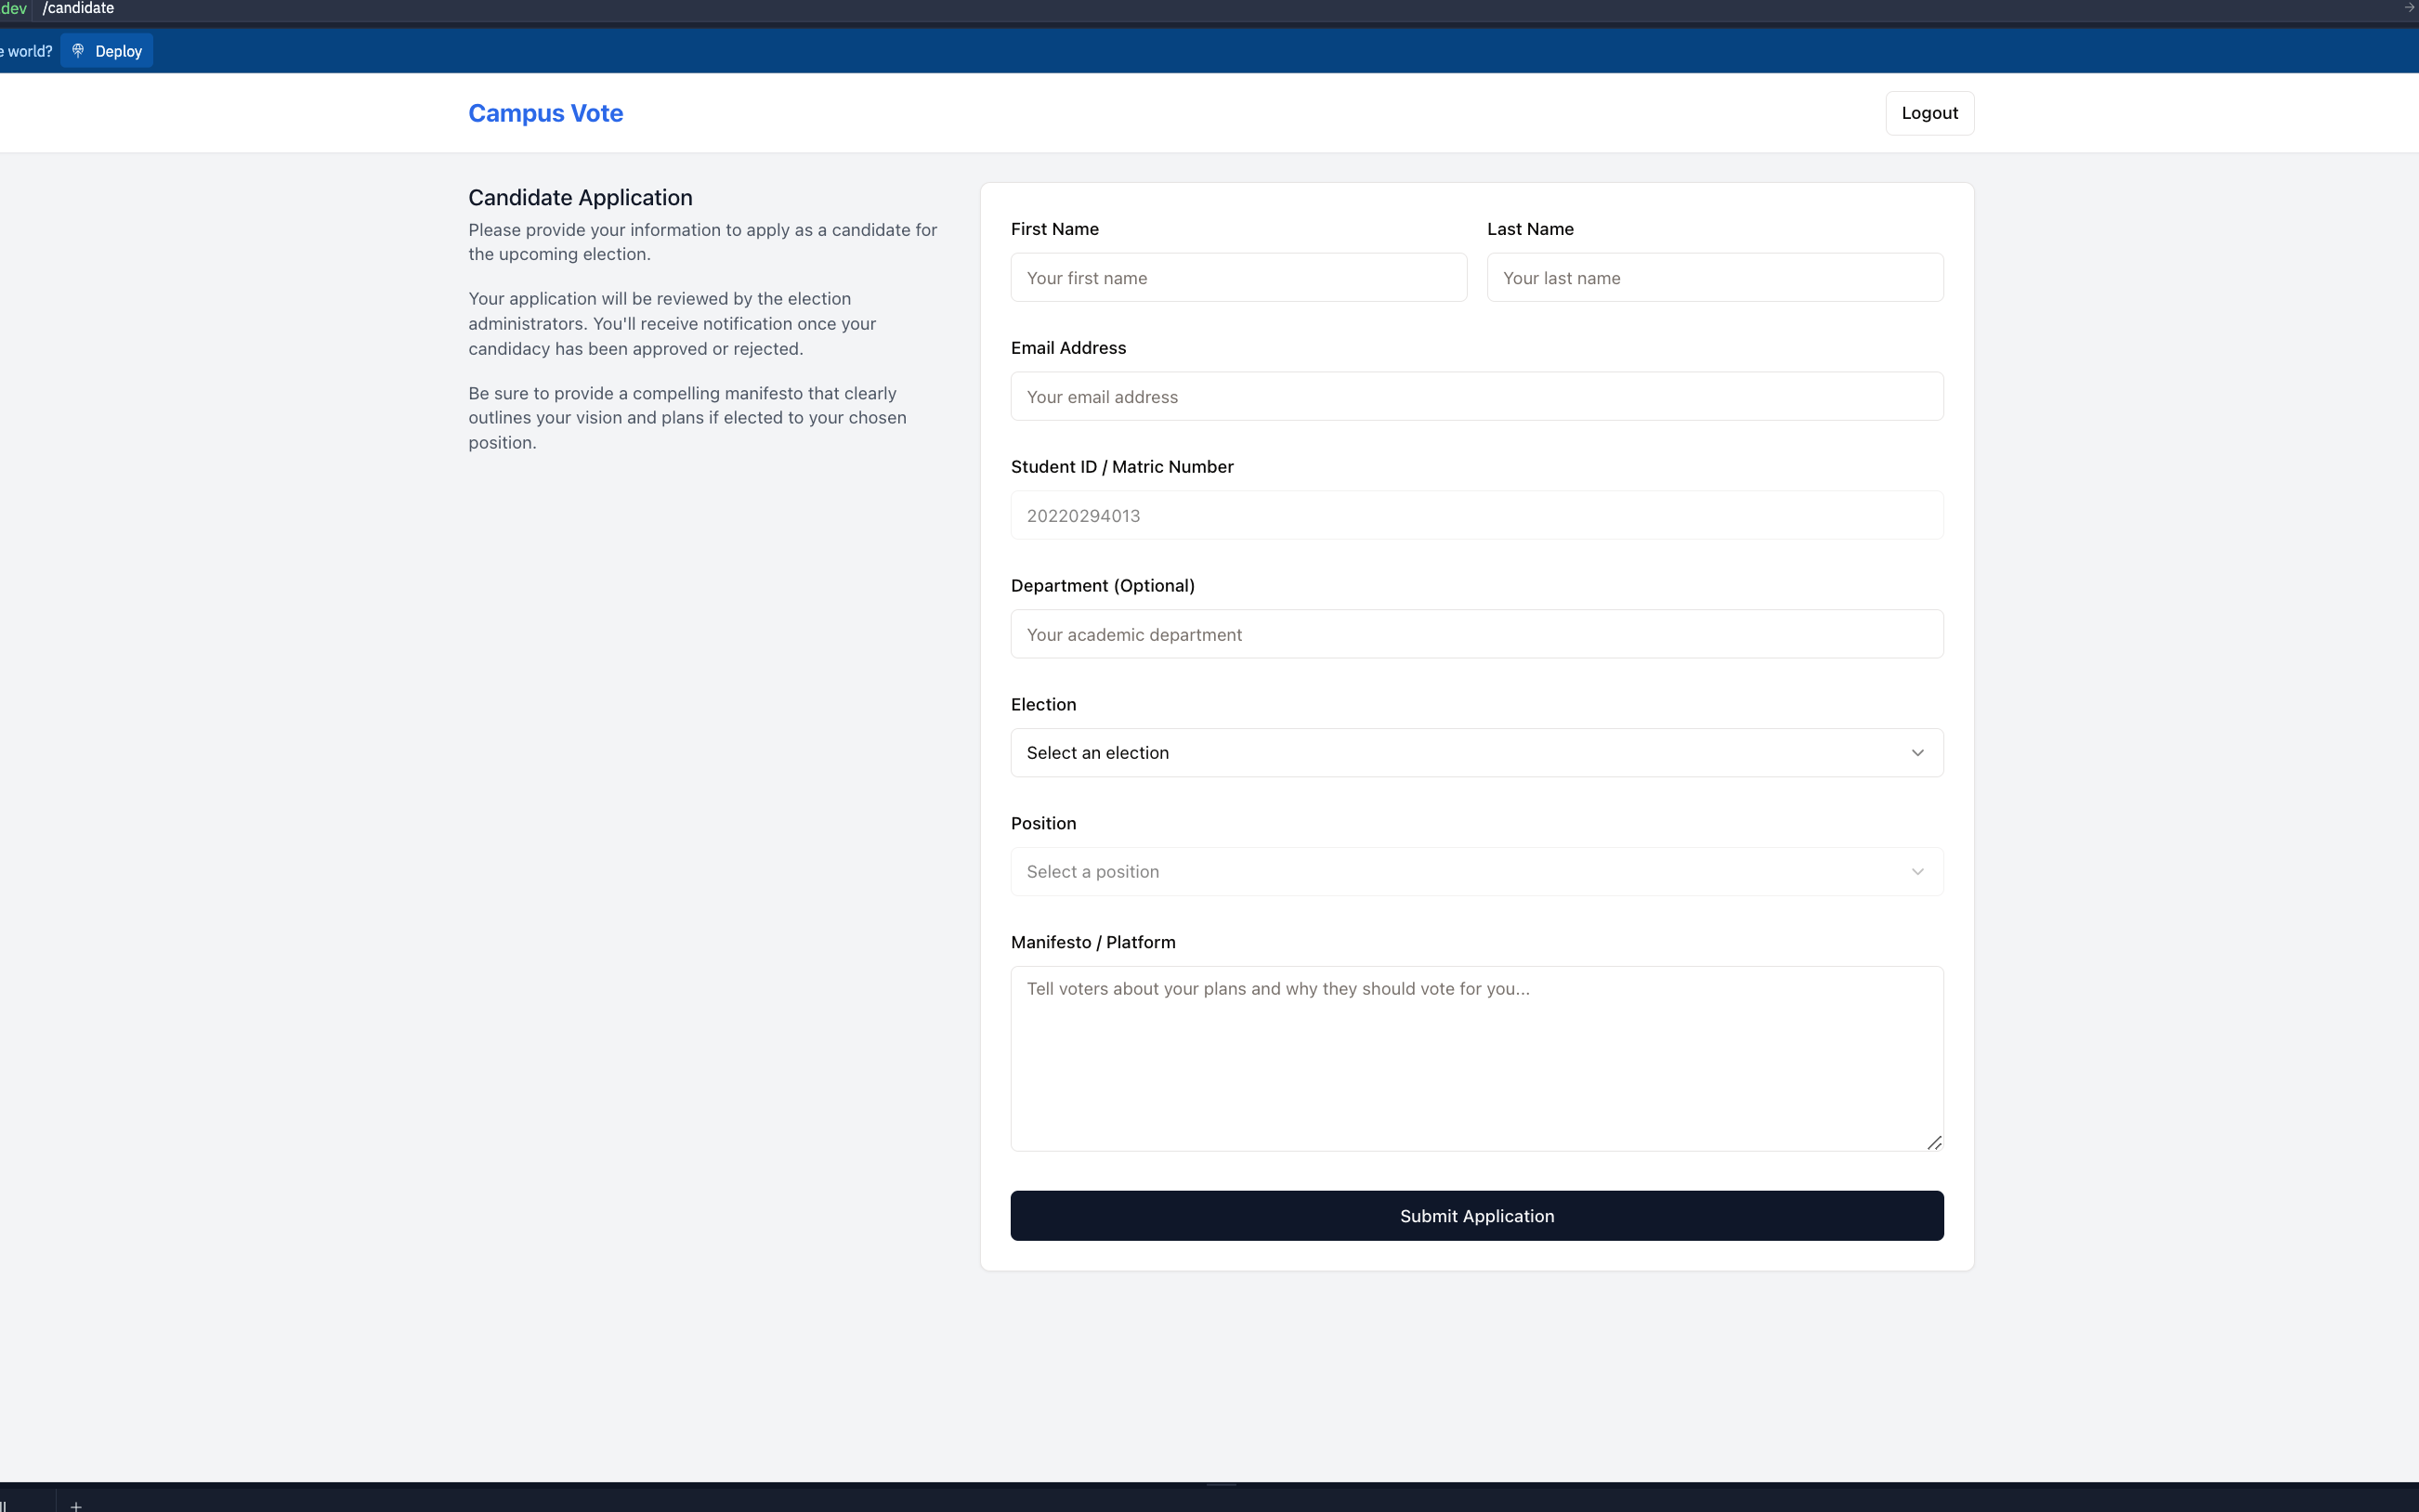 dev /candidate
e world? Deploy
Campus Vote
Logout
Candidate Application
Please provide your information to apply as a candidate for
the upcoming election.
Your application will be reviewed by the election
administrators. You'll receive notification once your
candidacy has been approved or rejected.
Be sure to provide a compelling manifesto that clearly
outlines your vision and plans if elected to your chosen
position.
First Name
Last Name
Your first name
Your last name
Email Address
Your email address
Student ID / Matric Number
20220294013
Department (Optional)
Your academic department
Election
Select an election
Position
Select a position
Manifesto / Platform
Tell voters about your plans and why they should vote for you...
Submit Application